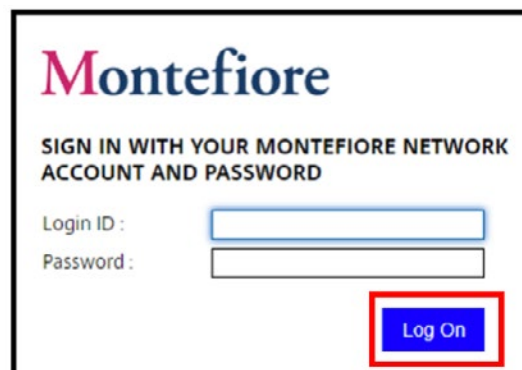 Montefiore
SIGN IN WITH YOUR MONTEFIORE NETWORK
ACCOUNT AND PASSWORD
Login ID :
Password :
Log On